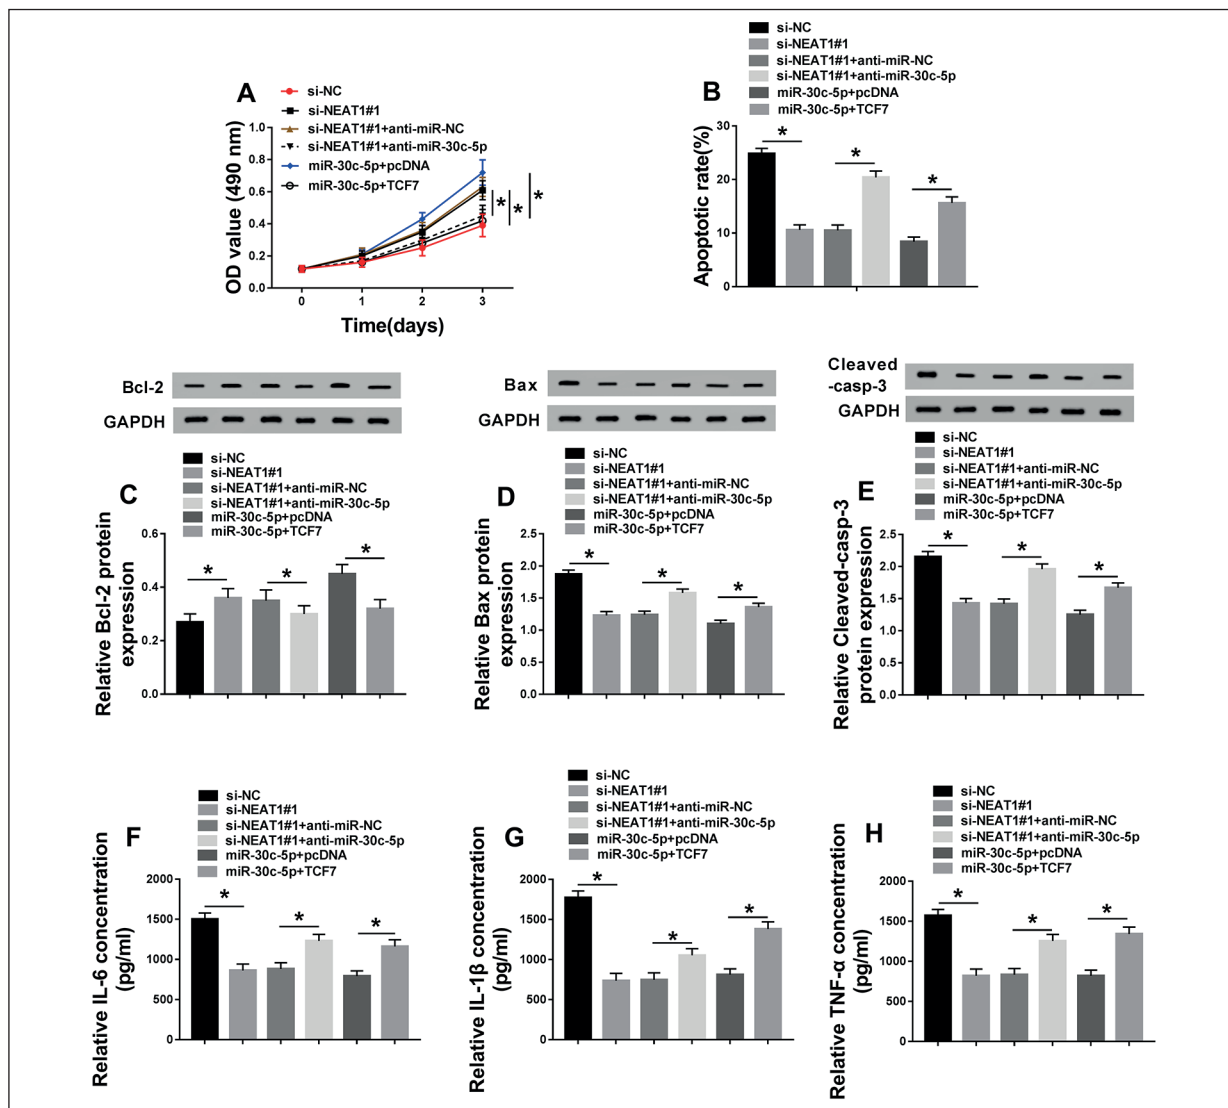 A
si-NC
si-NEAT1#1
si-NEAT1#1+anti-miR-NC
si-NEAT1#1+anti-miR-30c-5p
miR-30c-5p+pcDNA
miR-30c-5p+TCF7
OD value (490 nm)
1.0
0.8
0.6
0.4
0.2
0.0
* * *
0 1 2 3
Time(days)
B
si-NC
si-NEAT1#1
si-NEAT1#1+anti-miR-NC
si-NEAT1#1+anti-miR-30c-5p
miR-30c-5p+pcDNA
miR-30c-5p+TCF7
Apoptotic rate(%)
30
20
10
0
* * *
Bcl-2
GAPDH
C
si-NC
si-NEAT1#1
si-NEAT1#1+anti-miR-NC
si-NEAT1#1+anti-miR-30c-5p
miR-30c-5p+pcDNA
miR-30c-5p+TCF7
Relative Bcl-2 protein
expression
0.6
0.4
0.2
0.0
* * *
Bax
GAPDH
D
si-NC
si-NEAT1#1
si-NEAT1#1+anti-miR-NC
si-NEAT1#1+anti-miR-30c-5p
miR-30c-5p+pcDNA
miR-30c-5p+TCF7
Relative Bax protein
expression
2.5
2.0
1.5
1.0
0.5
0.0
* * *
Cleaved
-casp-3
GAPDH
E
si-NC
si-NEAT1#1
si-NEAT1#1+anti-miR-NC
si-NEAT1#1+anti-miR-30c-5p
miR-30c-5p+pcDNA
miR-30c-5p+TCF7
Relative Cleaved-casp-3
protein expression
2.5
2.0
1.5
1.0
0.5
0.0
* * *
F
si-NC
si-NEAT1#1
si-NEAT1#1+anti-miR-NC
si-NEAT1#1+anti-miR-30c-5p
miR-30c-5p+pcDNA
miR-30c-5p+TCF7
Relative IL-6 concentration
(pg/ml)
2000
1500
1000
500
0
* * *
G
si-NC
si-NEAT1#1
si-NEAT1#1+anti-miR-NC
si-NEAT1#1+anti-miR-30c-5p
miR-30c-5p+pcDNA
miR-30c-5p+TCF7
Relative IL-1β concentration
(pg/ml)
2000
1500
1000
500
0
* * *
H
si-NC
si-NEAT1#1
si-NEAT1#1+anti-miR-NC
si-NEAT1#1+anti-miR-30c-5p
miR-30c-5p+pcDNA
miR-30c-5p+TCF7
Relative TNF-α concentration
(pg/ml)
2000
1500
1000
500
0
* * *